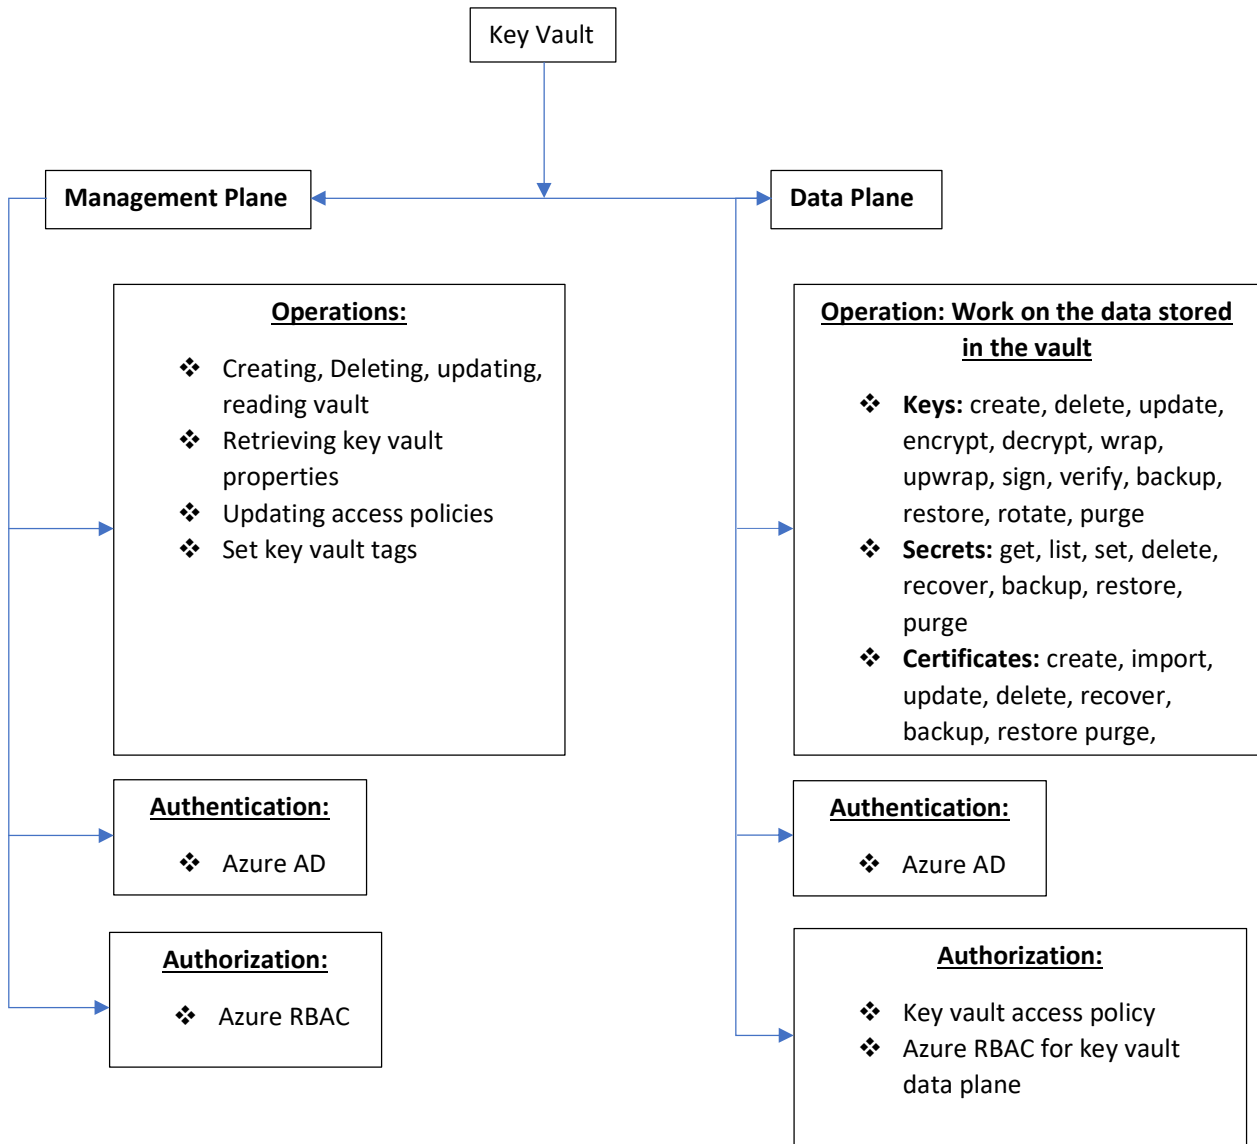 Key Vault
Management Plane
Data Plane
Operations:
❖ Creating, Deleting, updating,
reading vault
❖ Retrieving key vault
properties
❖ Updating access policies
❖ Set key vault tags
Operation: Work on the data stored
in the vault
❖ Keys: create, delete, update,
encrypt, decrypt, wrap,
upwrap, sign, verify, backup,
restore, rotate, purge
❖ Secrets: get, list, set, delete,
recover, backup, restore,
purge
❖ Certificates: create, import,
update, delete, recover,
backup, restore purge,
Authentication:
❖ Azure AD
Authentication:
❖ Azure AD
Authorization:
❖ Azure RBAC
Authorization:
❖ Key vault access policy
❖ Azure RBAC for key vault
data plane